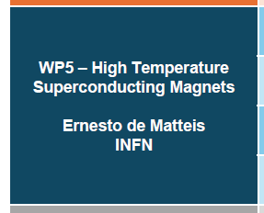 WP5 – High Temperature
Superconducting Magnets
Ernesto de Matteis
INFN